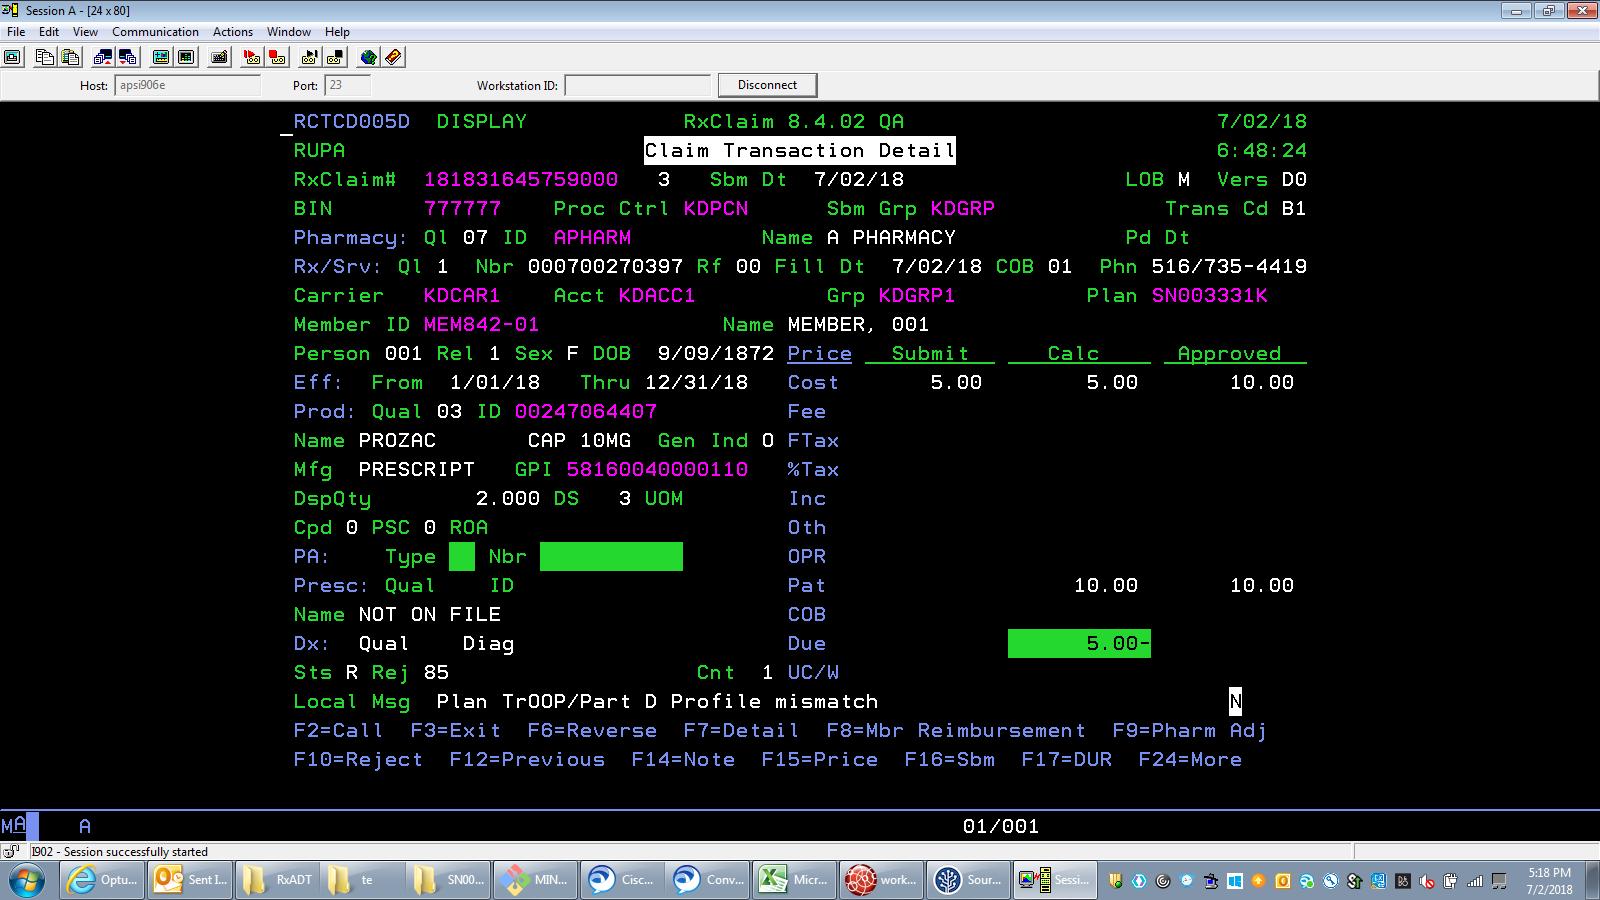 Session A - [24 x 80]
File Edit View Communication Actions Window Help
Host: apsi906e Port: 23 Workstation ID: Disconnect
RCTCD005D DISPLAY RxClaim 8.4.02 QA 7/02/18
RUPA Claim Transaction Detail 6:48:24
RxClaim# 181831645759000 3 Sbm Dt 7/02/18 LOB M Vers D0
BIN 777777 Proc Ctrl KDPCN Sbm Grp KDGRP Trans Cd B1
Pharmacy: Ql 07 ID APHARM Name A PHARMACY Pd Dt
Rx/Srv: Ql 1 Nbr 000700270397 Rf 00 Fill Dt 7/02/18 COB 01 Phn 516/735-4419
Carrier KDCAR1 Acct KDACC1 Grp KDGRP1 Plan SN003331K
Member ID MEM842-01 Name MEMBER, 001
Person 001 Rel 1 Sex F DOB 9/09/1872 Price Submit Calc Approved
Eff: From 1/01/18 Thru 12/31/18 Cost 5.00 5.00 10.00
Prod: Qual 03 ID 00247064407 Fee
Name PROZAC CAP 10MG Gen Ind O FTax
Mfg PRESCRIPT GPI 58160040000110 %Tax
DspQty 2.000 DS 3 UOM Inc
Cpd 0 PSC 0 ROA Oth
PA: Type Nbr OPR
Presc: Qual ID Pat 10.00 10.00
Name NOT ON FILE COB
Dx: Qual Diag Due 5.00-
Sts R Rej 85 Cnt 1 UC/W
Local Msg Plan TrOOP/Part D Profile mismatch N
F2=Call F3=Exit F6=Reverse F7=Detail F8=Mbr Reimbursement F9=Pharm Adj
F10=Reject F12=Previous F14=Note F15=Price F16=Sbm F17=DUR F24=More
MA A 01/001
I902 - Session successfully started
Optu... Sent I... RxADT te SN00... MIN... Cisc... Conv... Micr... work... Sour... Sessi... 5:18 PM
7/2/2018